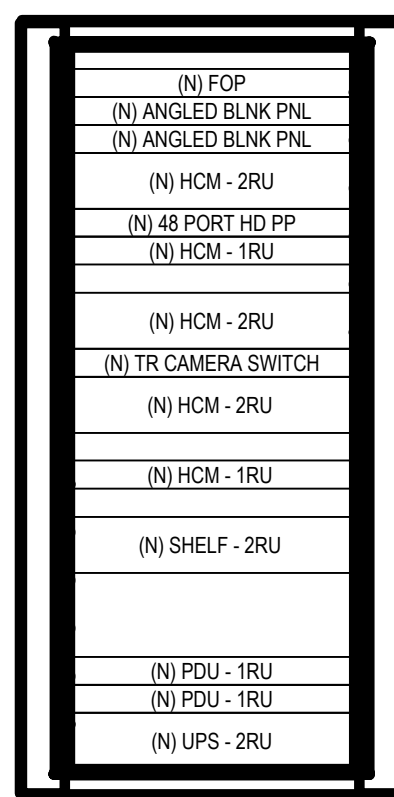 (N) FOP
(N) ANGLED BLNK PNL
(N) ANGLED BLNK PNL
(N) HCM - 2RU
(N) 48 PORT HD PP
(N) HCM - 1RU
(N) HCM - 2RU
(N) TR CAMERA SWITCH
(N) HCM - 2RU
(N) HCM - 1RU
(N) SHELF - 2RU
(N) PDU - 1RU
(N) PDU - 1RU
(N) UPS - 2RU